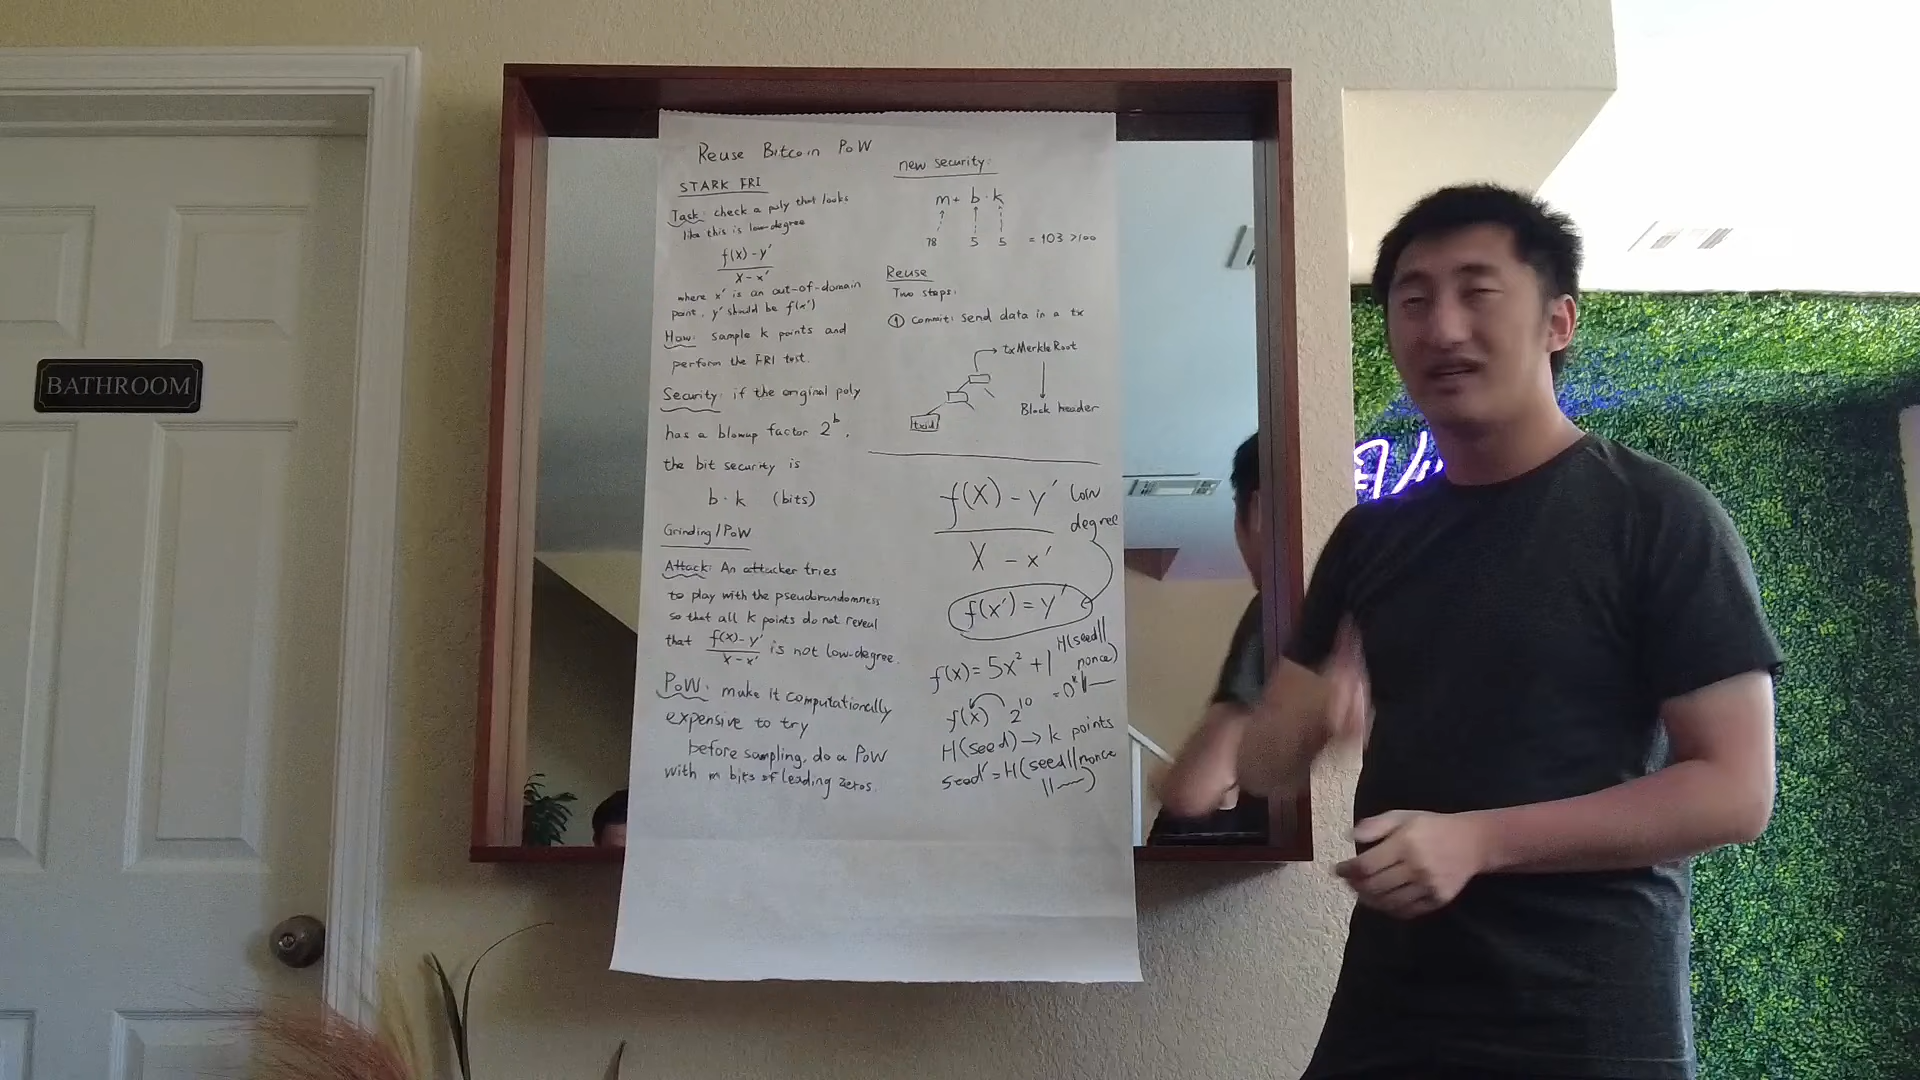 BATHROOM
Reuse Bitcoin PoW
STARK FRI
Task: check a poly that looks
like this is low-degree
f(X) - y'
X - x'
where x' is an out-of-domain
point, y' should be f(x')
How: sample k points and
perform the FRI test.
Security: if the original poly
has a blowup factor 2^b,
the bit security is
b · k (bits)
Grinding/PoW
Attack: An attacker tries
to play with the pseudorandomness
so that all k points do not reveal
that f(X) - y' / X - x' is not low-degree.
PoW: make it computationally
expensive to try
before sampling, do a PoW
with m bits of leading zeros.
new security:
m + b · k
78 5 5 = 103 >100
Reuse
Two steps:
① Commit: send data in a tx
txMerkleRoot
Block header
txid
f(X) - y'
X - x'
low
degree
f(x') = y'
f(x) = 5x² + 1
H(seed||
nonce)
= 0^k||
f(x) 2^10
H(seed) → k points
seed' = H(seed||nonce
||)